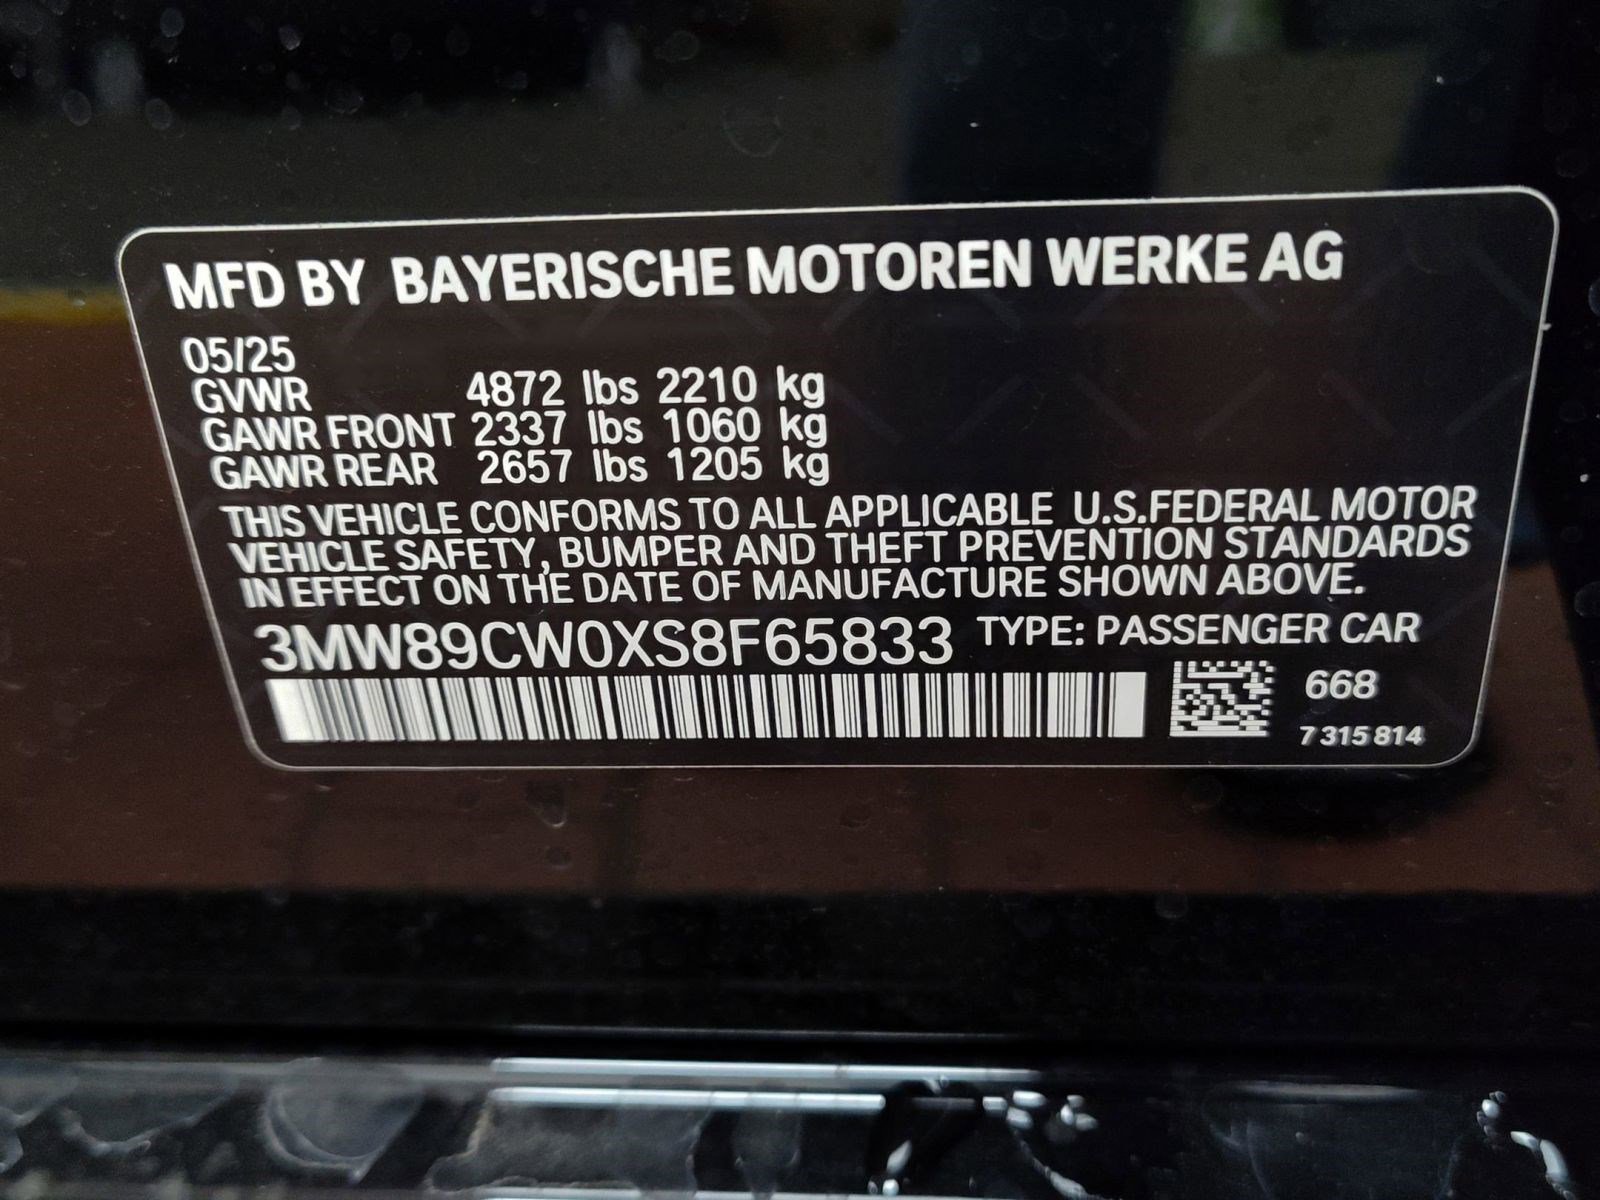 MFD BY BAYERISCHE MOTOREN WERKE AG
05/25
GVWR 4872 lbs 2210 kg
GAWR FRONT 2337 lbs 1060 kg
GAWR REAR 2657 lbs 1205 kg
THIS VEHICLE CONFORMS TO ALL APPLICABLE U.S.FEDERAL MOTOR
VEHICLE SAFETY, BUMPER AND THEFT PREVENTION STANDARDS
IN EFFECT ON THE DATE OF MANUFACTURE SHOWN ABOVE.
3MW89CW0XS8F65833 TYPE: PASSENGER CAR
668
7 315 814